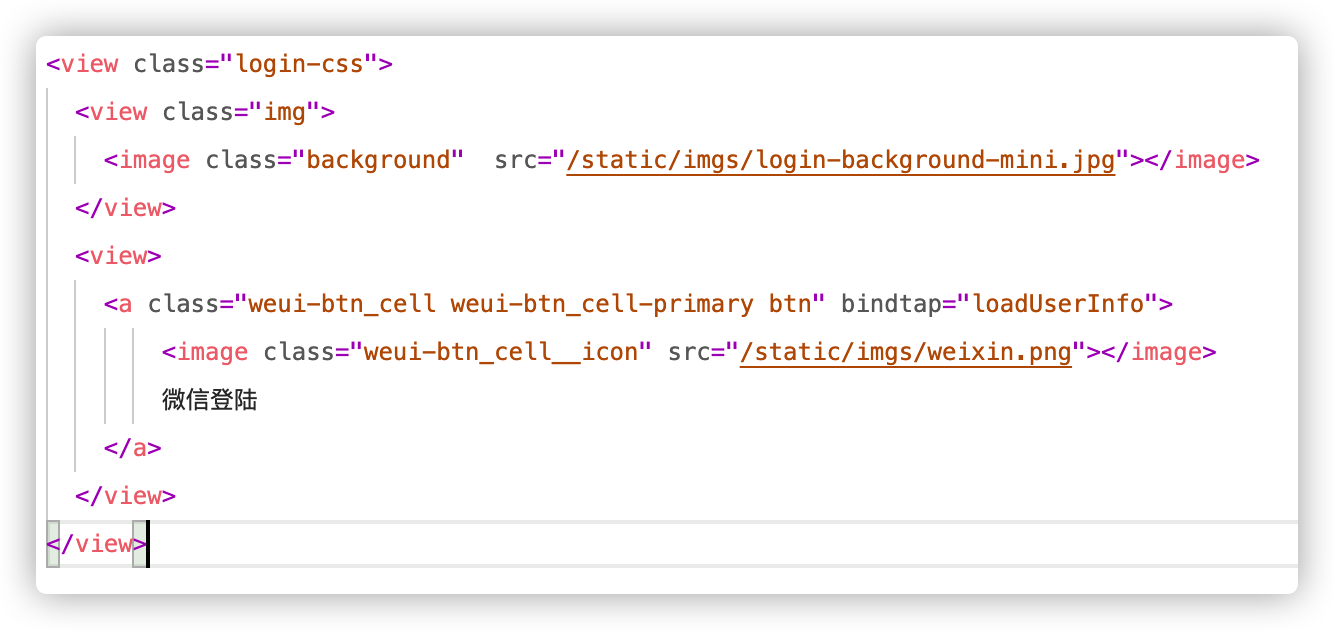 <view class="login-css">
<view class="img">
<image class="background"  src="/static/imgs/login-background-mini.jpg"></image>
</view>
<view>
<a class="weui-btn_cell weui-btn_cell-primary btn" bindtap="loadUserInfo">
<image class="weui-btn_cell__icon" src="/static/imgs/weixin.png"></image>
微信登陆
</a>
</view>
</view>